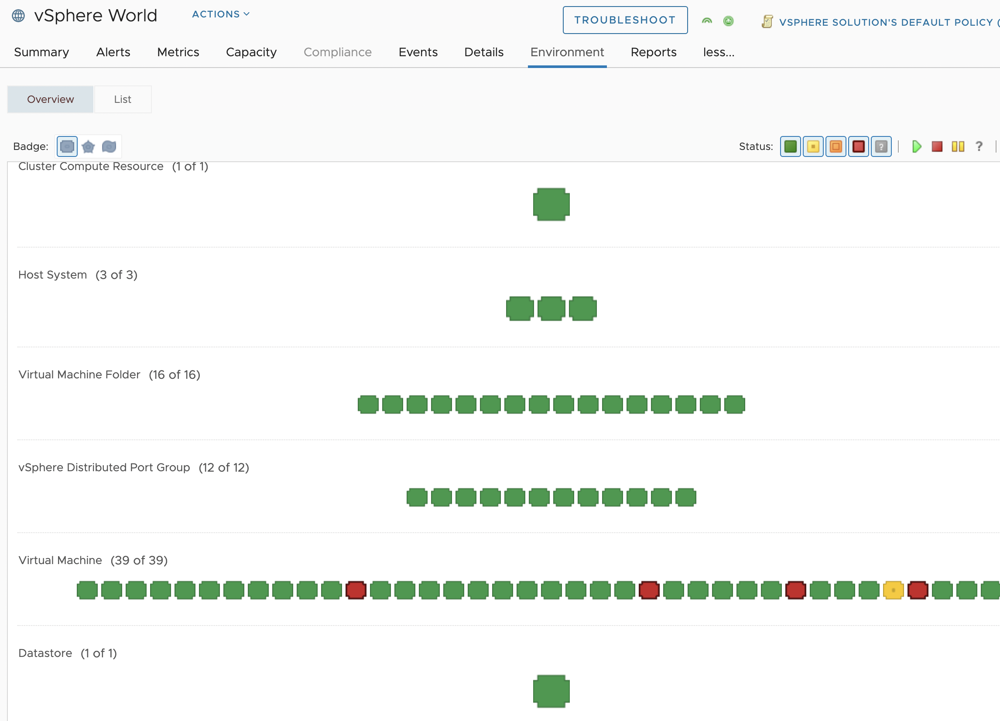 vSphere World ACTIONS TROUBLESHOOT VSPHERE SOLUTION'S DEFAULT POLICY (
Summary Alerts Metrics Capacity Compliance Events Details Environment Reports less...
Overview List
Badge: Status: ? ?
Cluster Compute Resource (1 of 1)
Host System (3 of 3)
Virtual Machine Folder (16 of 16)
vSphere Distributed Port Group (12 of 12)
Virtual Machine (39 of 39)
Datastore (1 of 1)